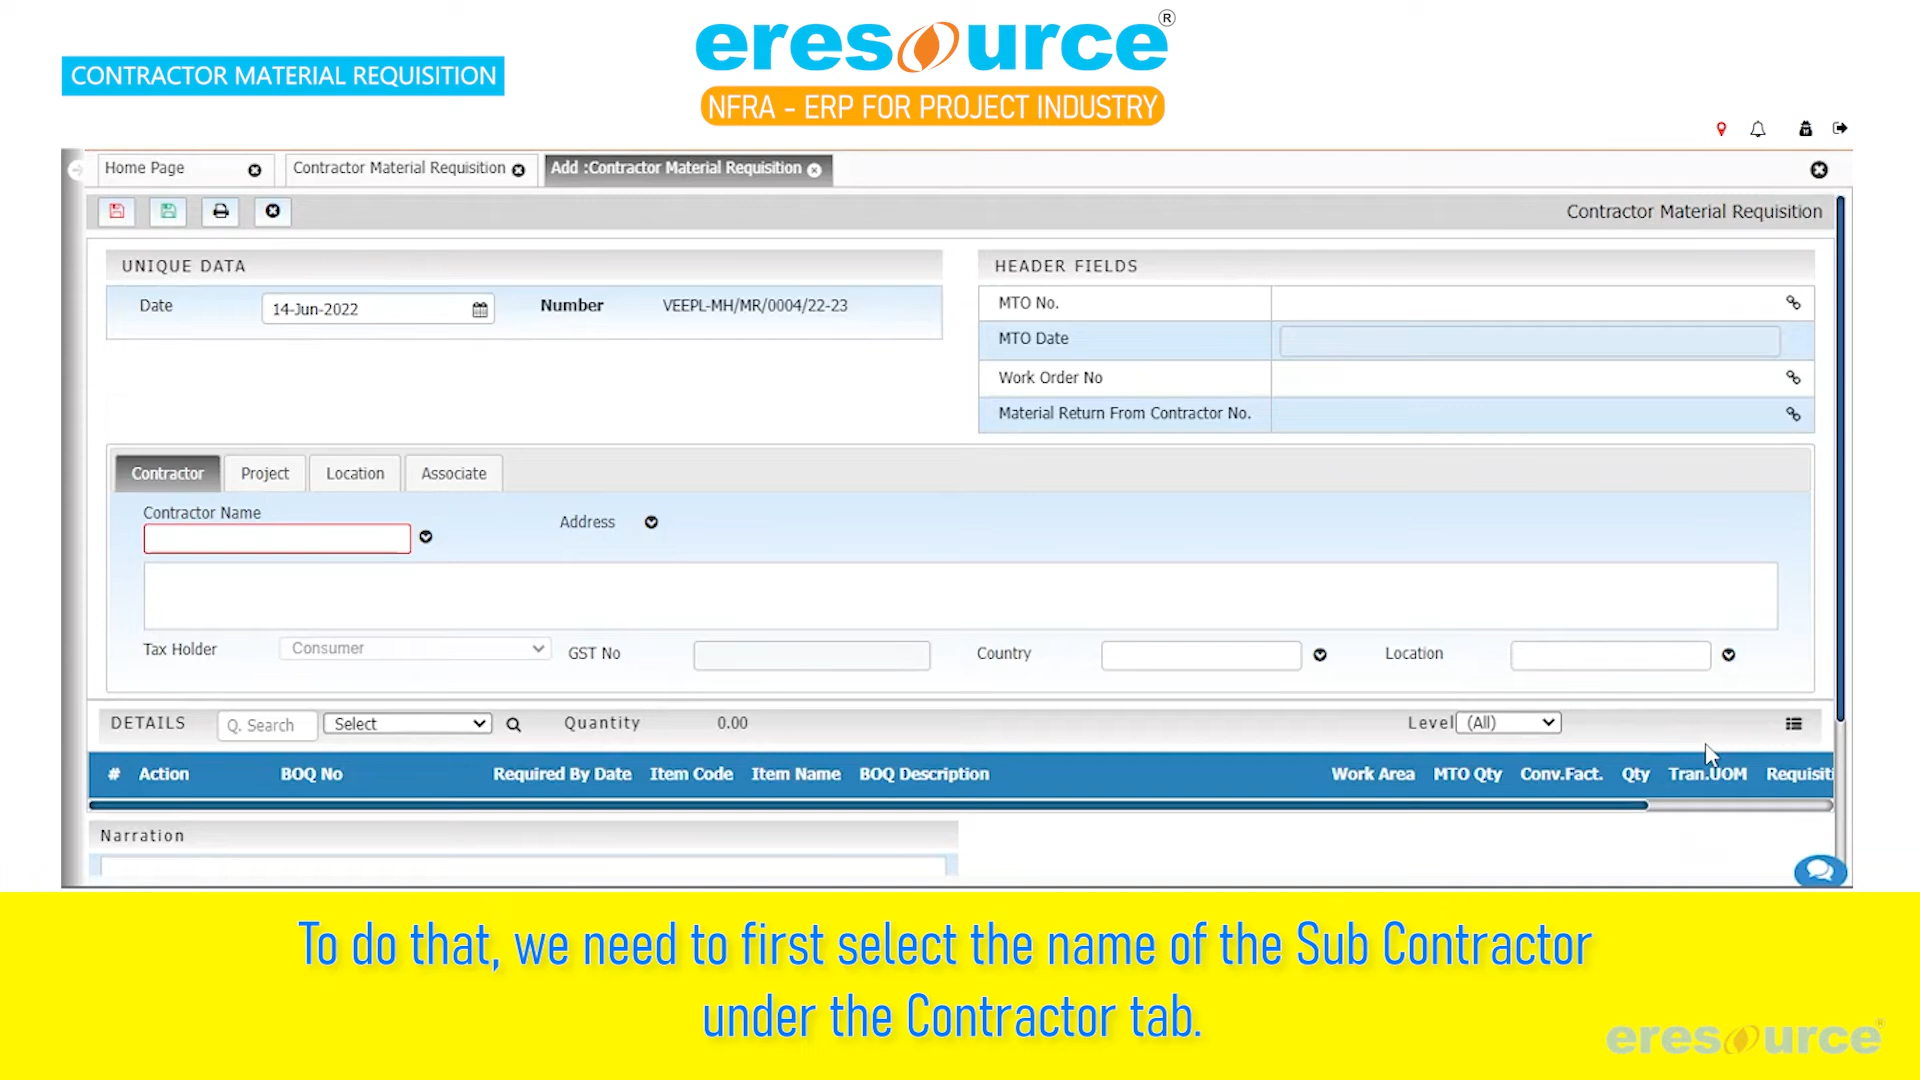 CONTRACTOR MATERIAL REQUISITION
eresource®
NFRA - ERP FOR PROJECT INDUSTRY
Home Page
Contractor Material Requisition
Add :Contractor Material Requisition
Contractor Material Requisition
UNIQUE DATA
Date
14-Jun-2022
Number
VEEPL-MH/MR/0004/22-23
HEADER FIELDS
MTO No.
MTO Date
Work Order No
Material Return From Contractor No.
Contractor
Project
Location
Associate
Contractor Name
Address
Tax Holder
Consumer
GST No
Country
Location
DETAILS
Q. Search
Select
Quantity
0.00
Level
(All)
# Action BOQ No Required By Date Item Code Item Name BOQ Description Work Area MTO Qty Conv.Fact. Qty Tran.UOM Requisiti
Narration
To do that, we need to first select the name of the Sub Contractor
under the Contractor tab.
eresource®